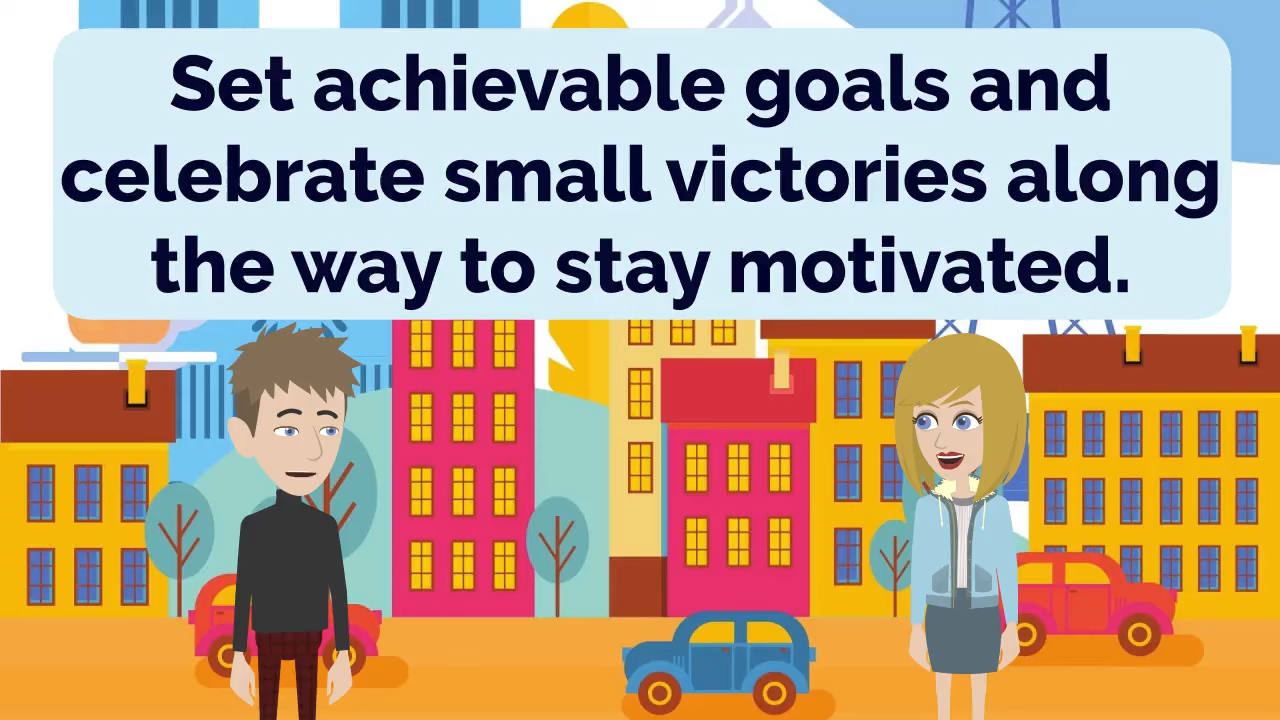 Set achievable goals and
celebrate small victories along
the way to stay motivated.